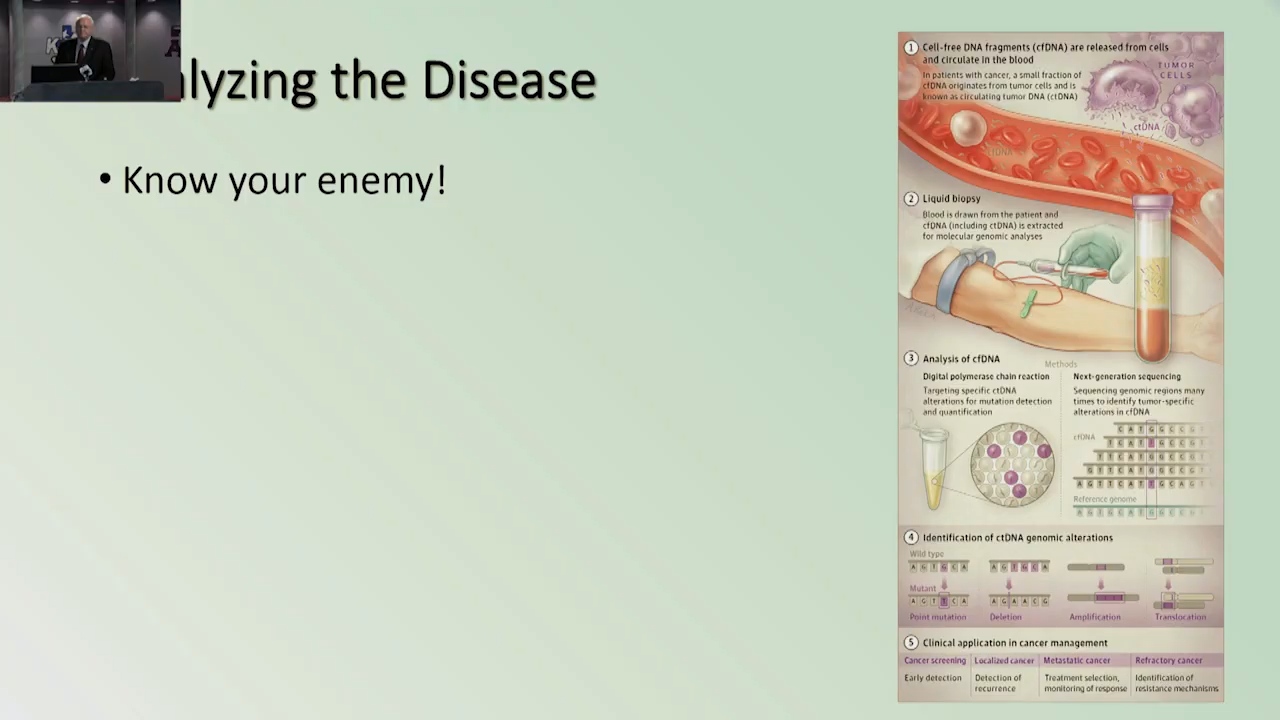 alyzing the Disease
• Know your enemy!
1 Cell-free DNA fragments (cfDNA) are released from cells
and circulate in the blood
In patients with cancer, a small fraction of
cfDNA originates from tumor cells and is
known as circulating tumor DNA (ctDNA)
TUMOR
CELLS
ctDNA
cfDNA
2 Liquid biopsy
Blood is drawn from the patient and
cfDNA (including ctDNA) is extracted
for molecular genomic analyses
3 Analysis of cfDNA
Methods
Digital polymerase chain reaction
Targeting specific ctDNA
alterations for mutation detection
and quantification
Next-generation sequencing
Sequencing genomic regions many
times to identify tumor-specific
alterations in cfDNA
cfDNA
C A T G G C C G T
T C A T T G C C G T
T T C A T G G C C G T
G T T C A T G G C C G T
A G T T C A T T G C A G T
Reference genome
A G T G C A T G G C C G T
4 Identification of ctDNA genomic alterations
Wild type
A G T G C A
A G T G C A
Mutant
A G T T C A
A G A A C G
Point mutation
Deletion
Amplification
Translocation
5 Clinical application in cancer management
Cancer screening
Localized cancer
Metastatic cancer
Refractory cancer
Early detection
Detection of
recurrence
Treatment selection,
monitoring of response
Identification of
resistance mechanisms